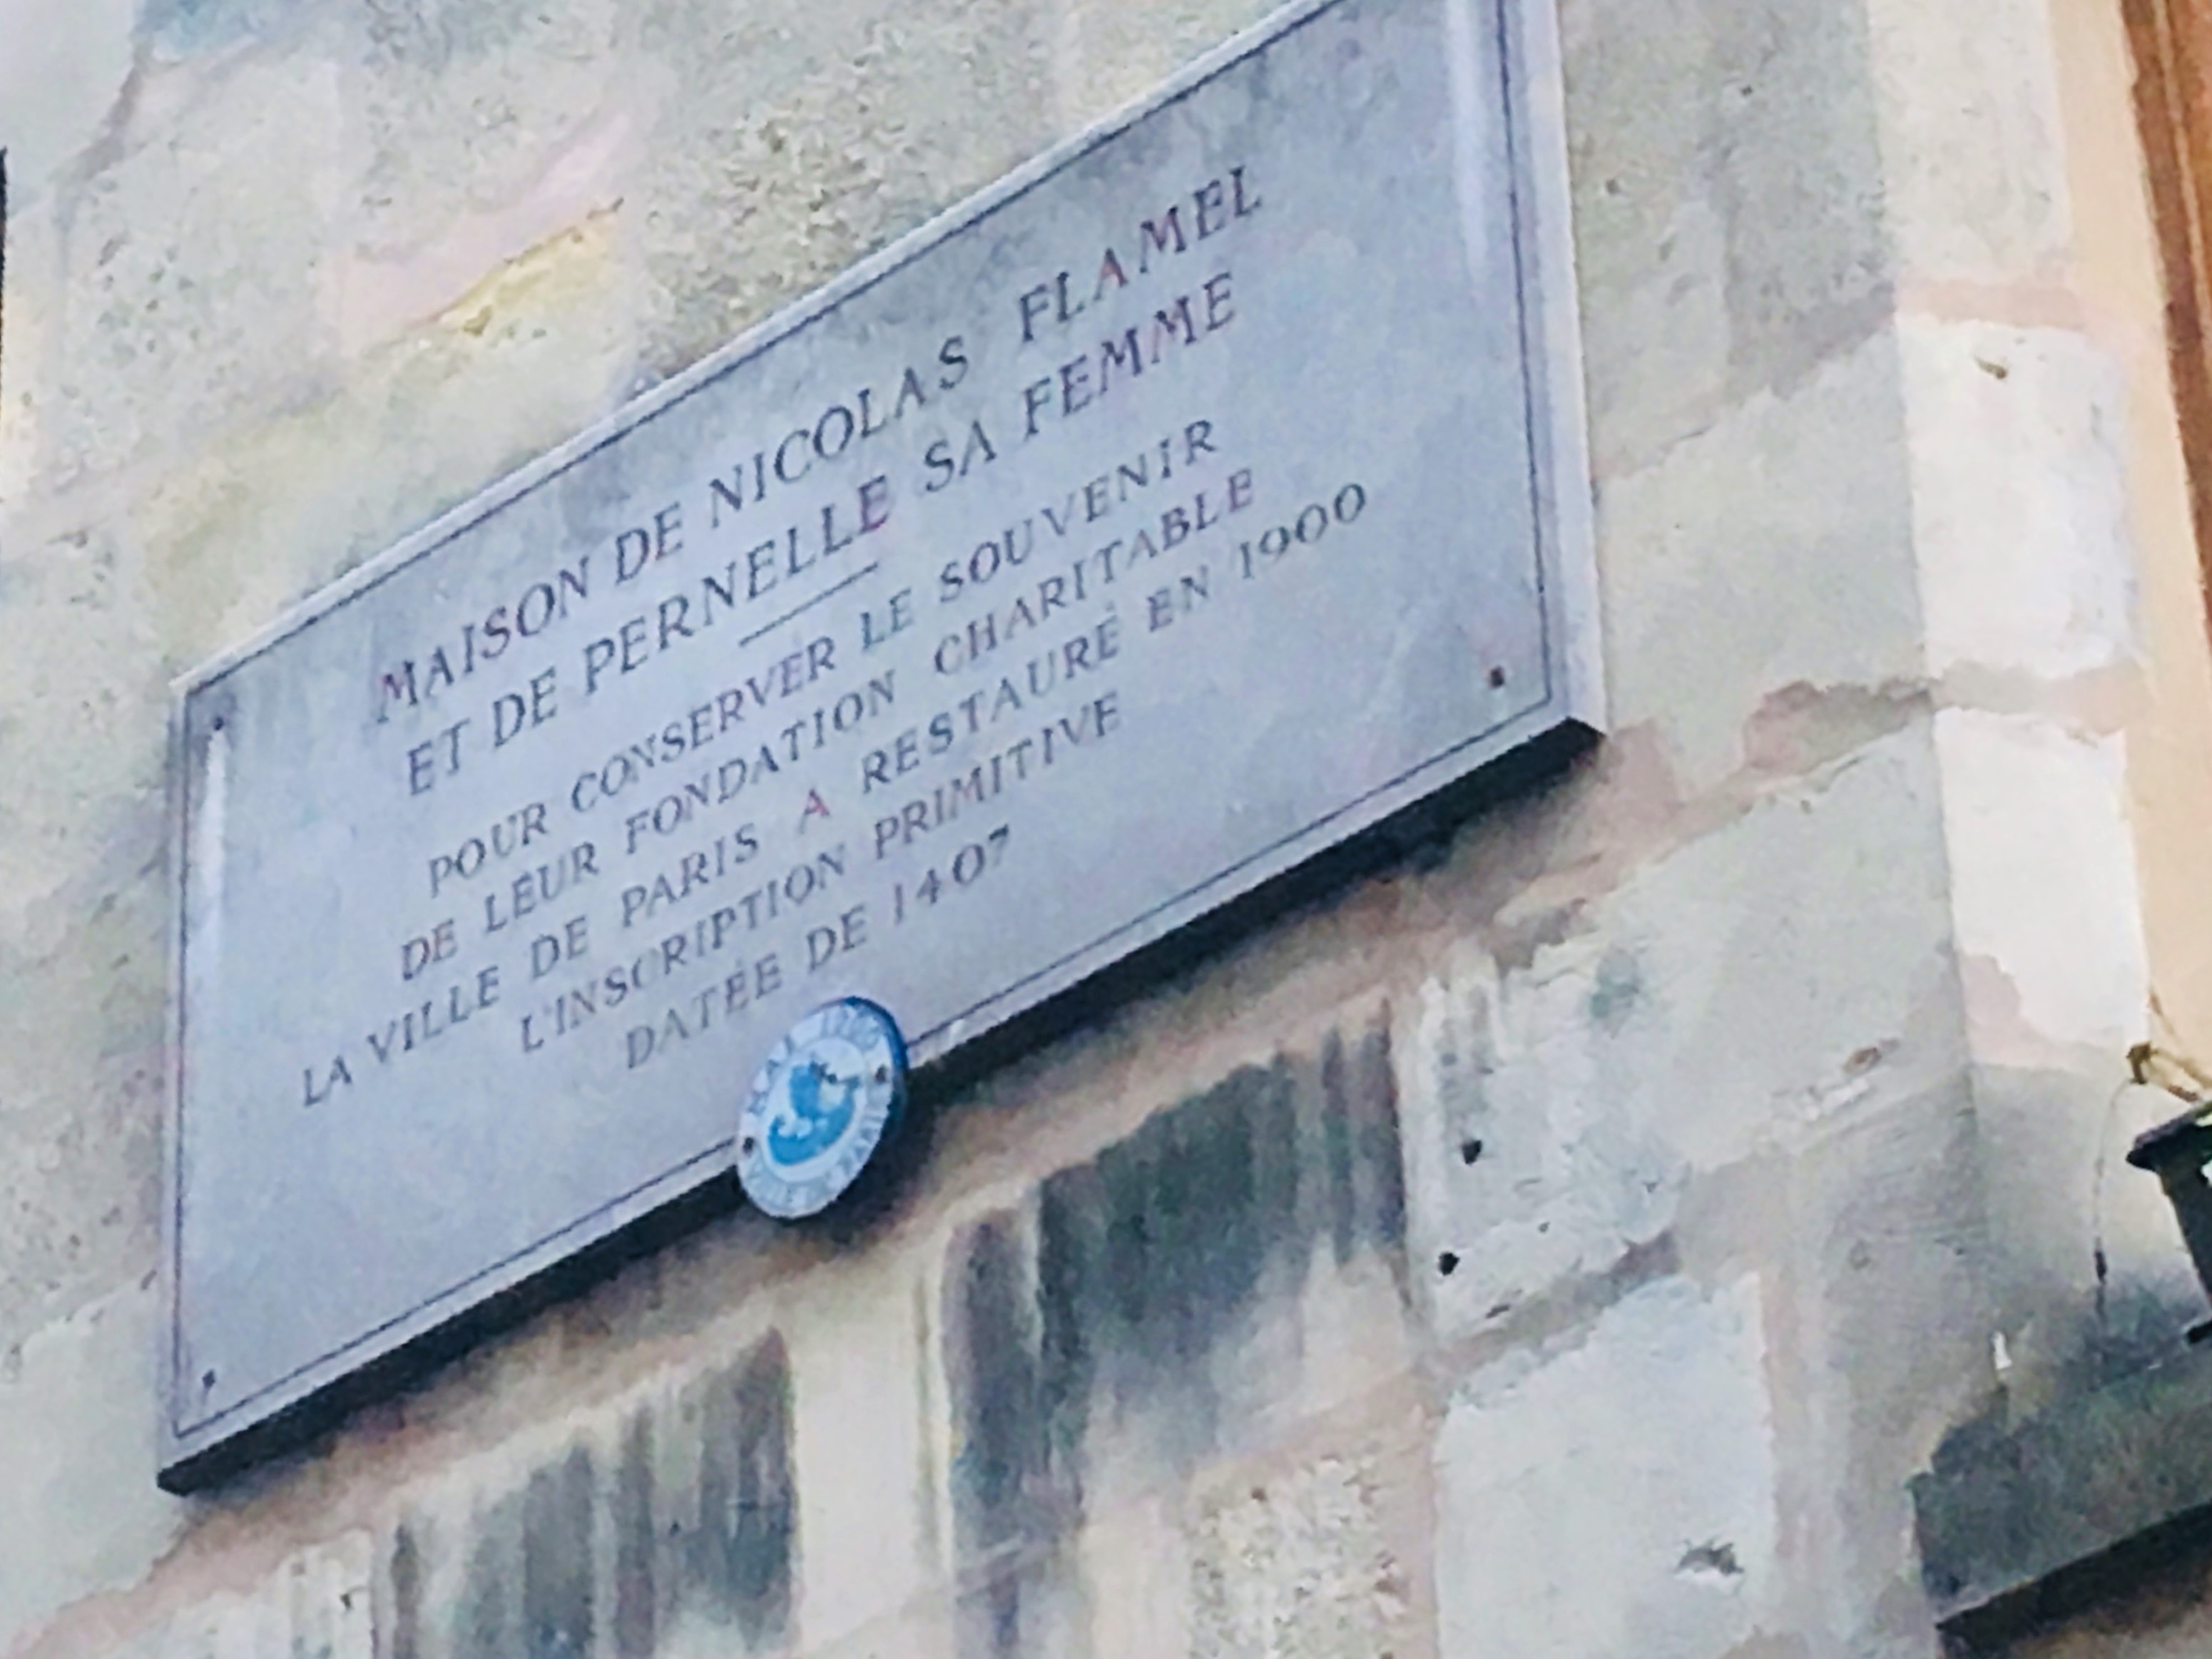 MAISON DE NICOLAS FLAMEL
ET DE PERNELLE SA FEMME
POUR CONSERVER LE SOUVENIR
DE LEUR FONDATION CHARITABLE
LA VILLE DE PARIS A RESTAURÉ EN 1900
L'INSCRIPTION PRIMITIVE
DATÉE DE 1407